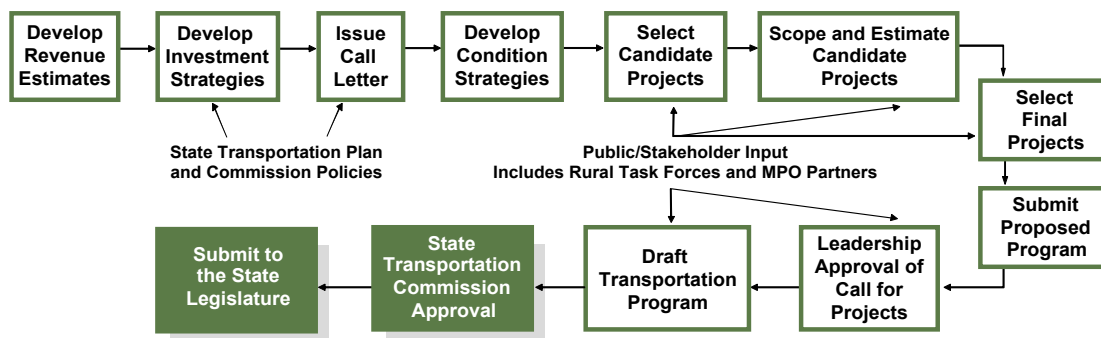 Develop
Revenue
Estimates
Develop
Investment
Strategies
Issue
Call
Letter
Develop
Condition
Strategies
Select
Candidate
Projects
Scope and Estimate
Candidate
Projects
Select
Final
Projects
State Transportation Plan
and Commission Policies
Public/Stakeholder Input
Includes Rural Task Forces and MPO Partners
Submit
Proposed
Program
Leadership
Approval of
Call for
Projects
Draft
Transportation
Program
State
Transportation
Commission
Approval
Submit to
the State
Legislature